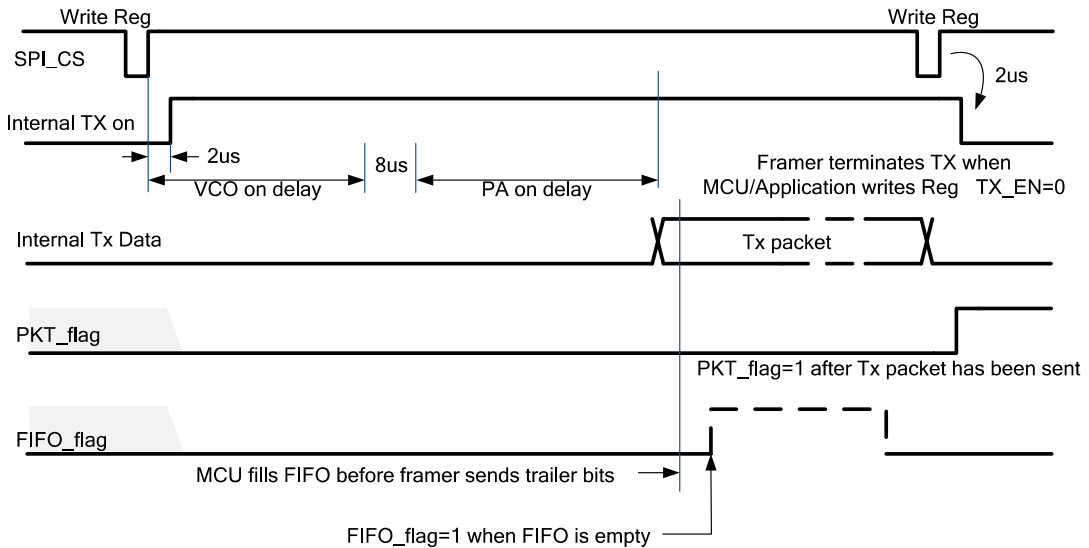 Write Reg
Write Reg
SPI_CS
2us
Internal TX on
2us
8us
VCO on delay
PA on delay
Framer terminates TX when
MCU/Application writes Reg TX_EN=0
Internal Tx Data
Tx packet
PKT_flag
PKT_flag=1 after Tx packet has been sent
FIFO_flag
MCU fills FIFO before framer sends trailer bits
FIFO_flag=1 when FIFO is empty